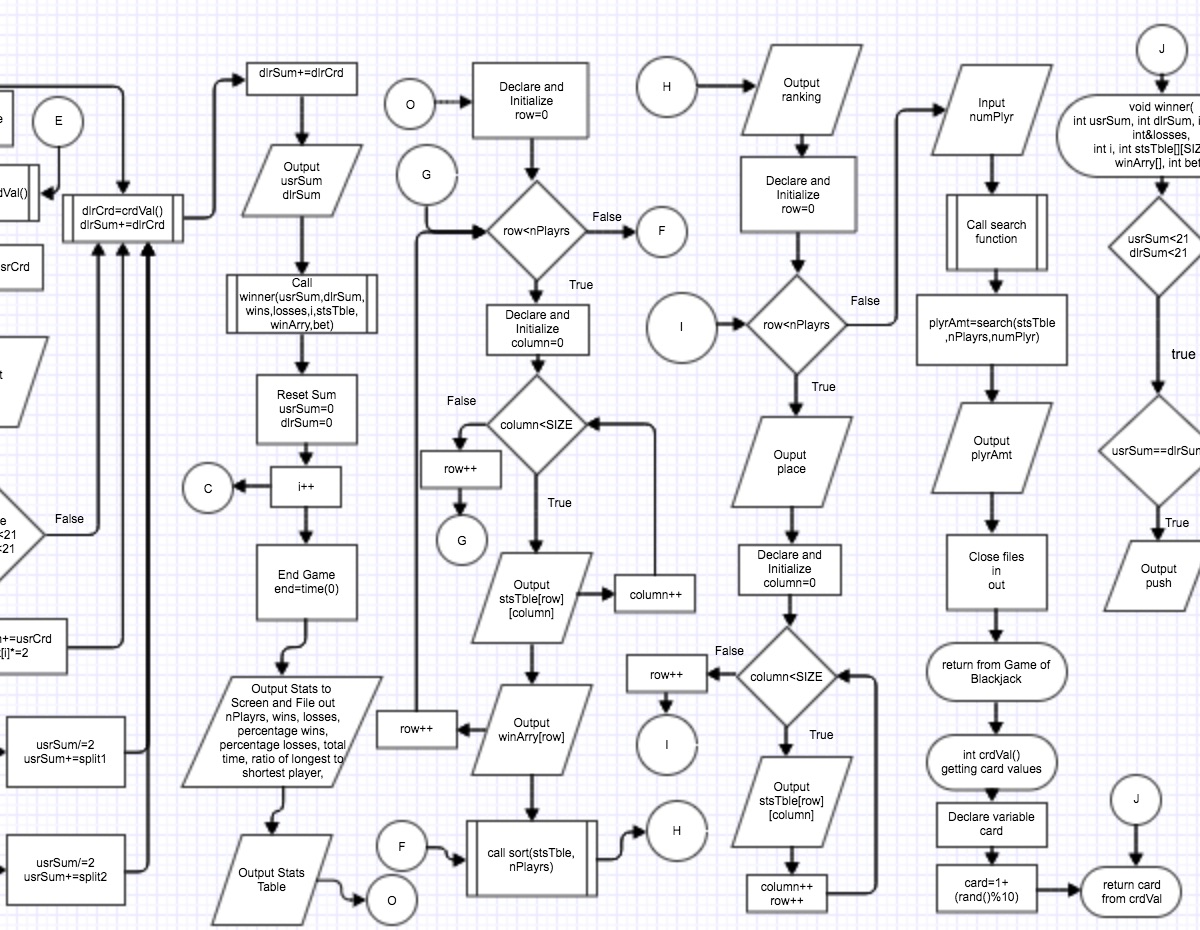 E
dVal()
srCrd
dlrCrd=crdVal()
dlrSum+=dlrCrd
<21
<21
False
+=usrCrd
[i]*=2
usrSum/=2
usrSum+=split1
usrSum/=2
usrSum+=split2
dlrSum+=dlrCrd
Output
usrSum
dlrSum
Call
winner(usrSum,dlrSum,
wins,losses,i,stsTble,
winArry,bet)
Reset Sum
usrSum=0
dlrSum=0
C
i++
End Game
end=time(0)
Output Stats to
Screen and File out
nPlayrs, wins, losses,
percentage wins,
percentage losses, total
time, ratio of longest to
shortest player,
Output Stats
Table
O
O
Declare and
Initialize
row=0
G
row<nPlayrs
False
F
True
Declare and
Initialize
column=0
False
column<SIZE
row++
G
True
Output
stsTble[row]
[column]
column++
row++
Output
winArry[row]
F
call sort(stsTble,
nPlayrs)
H
H
Output
ranking
Declare and
Initialize
row=0
I
row<nPlayrs
False
True
Ouput
place
Declare and
Initialize
column=0
False
column<SIZE
row++
I
True
Output
stsTble[row]
[column]
column++
row++
Input
numPlyr
Call search
function
plyrAmt=search(stsTble
,nPlayrs,numPlyr)
Output
plyrAmt
Close files
in
out
return from Game of
Blackjack
int crdVal()
getting card values
Declare variable
card
card=1+
(rand()%10)
J
return card
from crdVal
J
void winner(
int usrSum, int dlrSum, i
int&losses,
int i, int stsTble[][SIZ
winArry[], int bet
usrSum<21
dlrSum<21
true
usrSum==dlrSum
True
Output
push